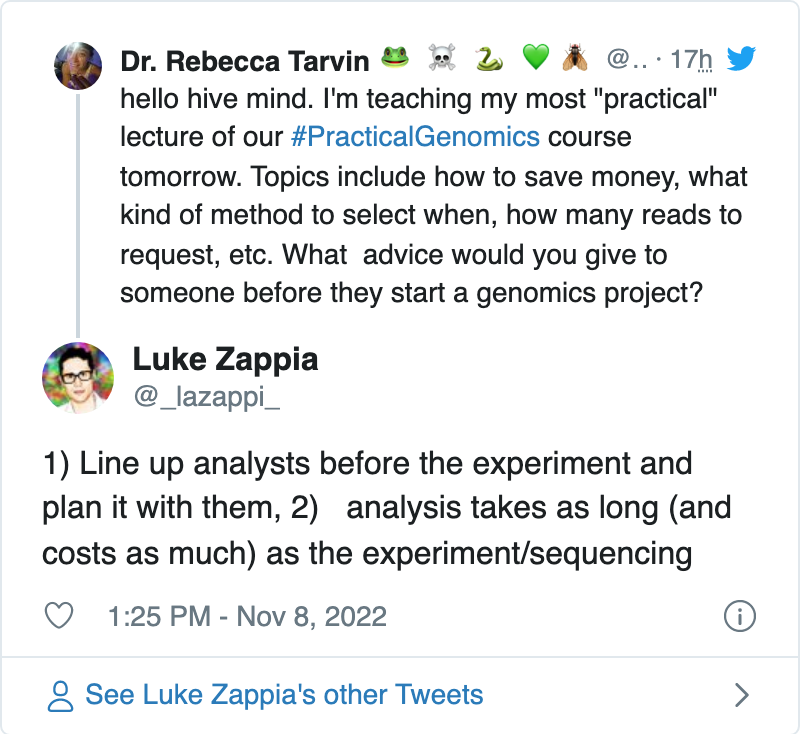 Dr. Rebecca Tarvin 🐸 ☠️ 🐍 💚 🪰 @.. · 17h
hello hive mind. I'm teaching my most "practical"
lecture of our #PracticalGenomics course
tomorrow. Topics include how to save money, what
kind of method to select when, how many reads to
request, etc. What  advice would you give to
someone before they start a genomics project?
Luke Zappia
@_lazappi_
1) Line up analysts before the experiment and
plan it with them, 2)   analysis takes as long (and
costs as much) as the experiment/sequencing
1:25 PM - Nov 8, 2022
See Luke Zappia's other Tweets